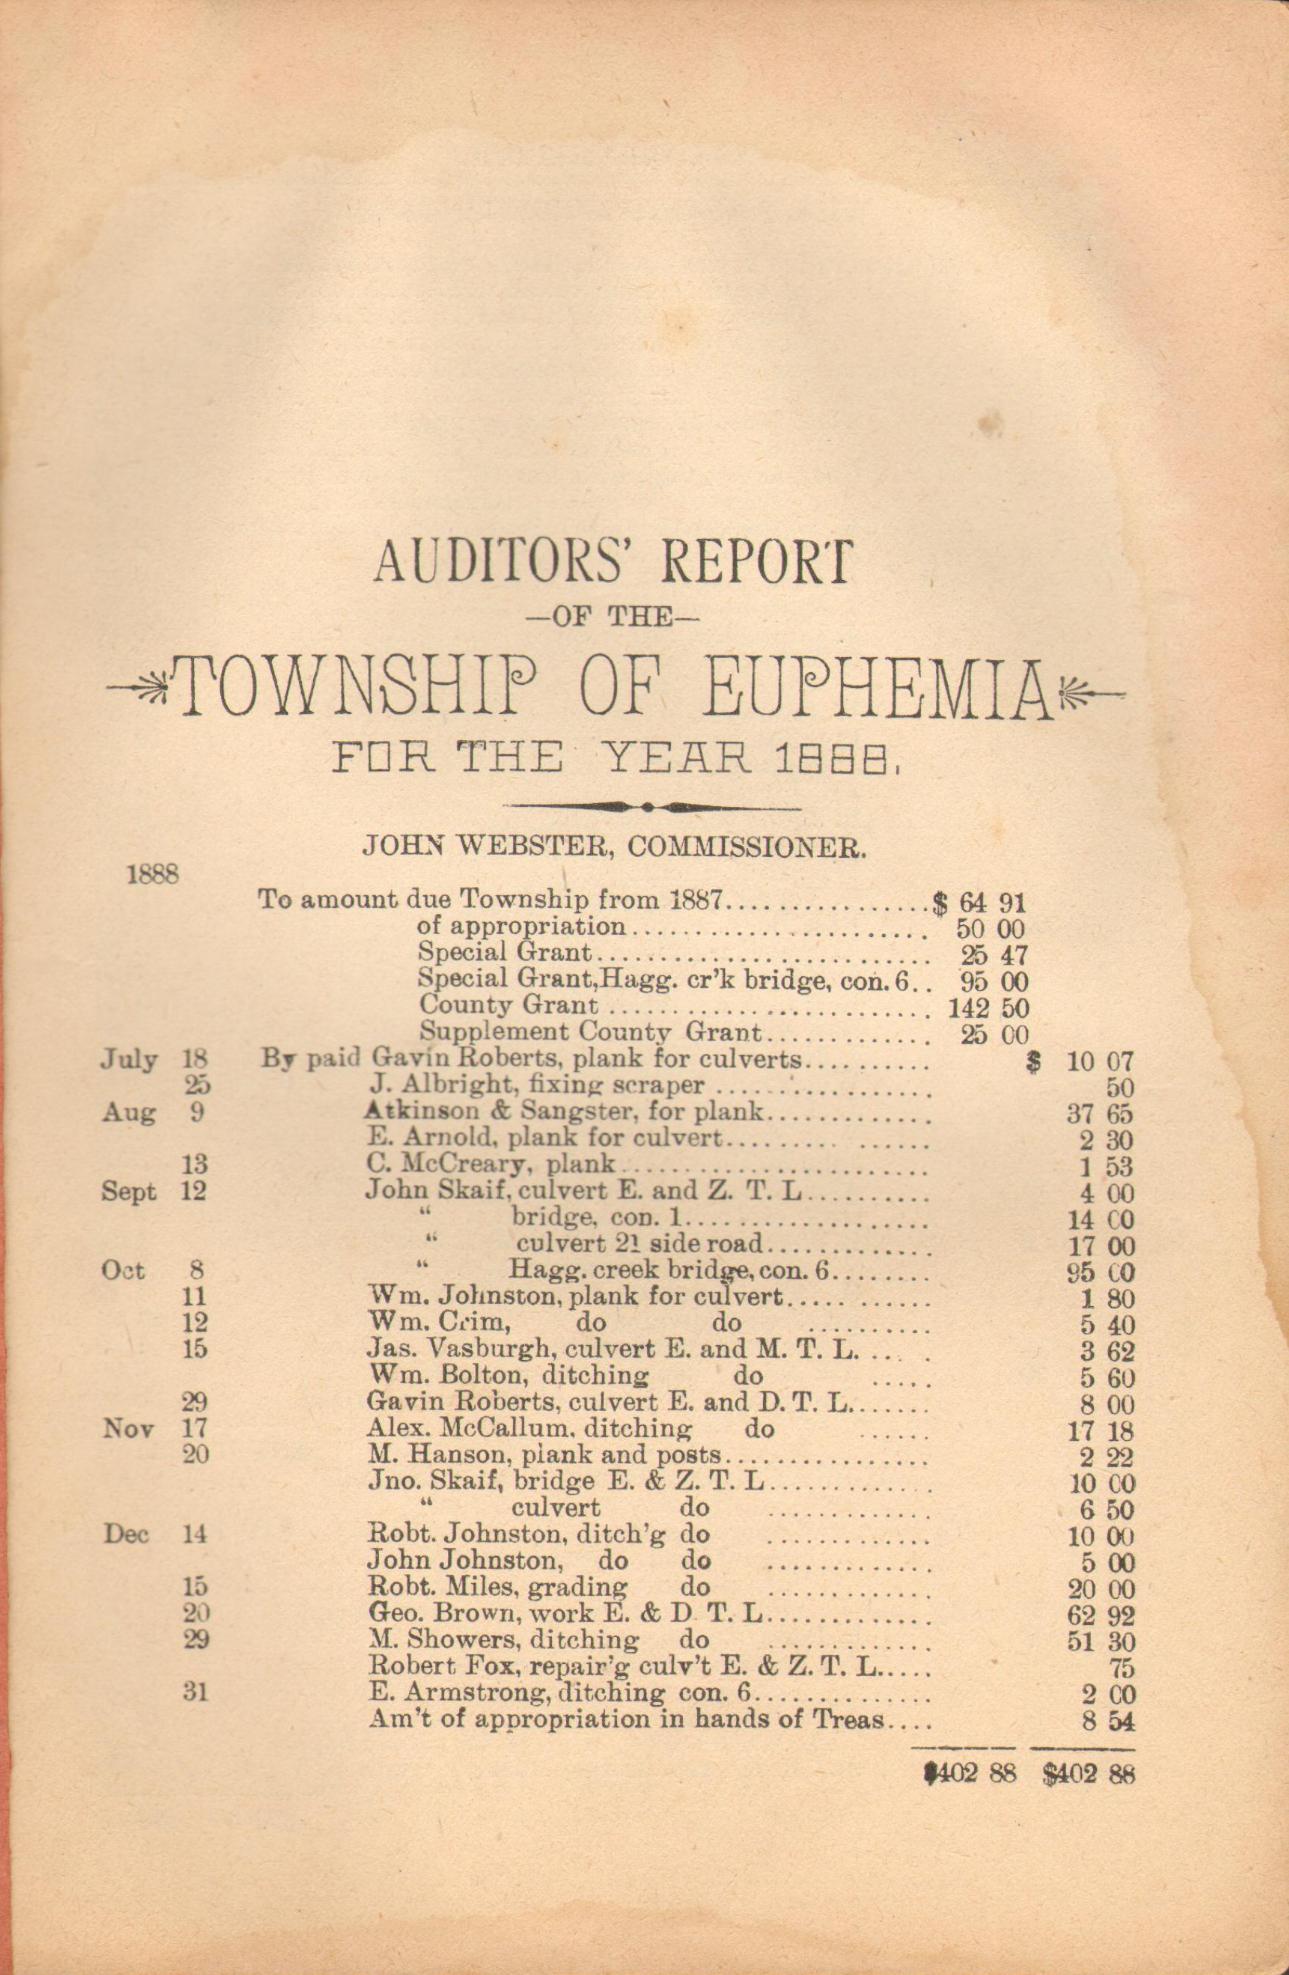 AUDITORS' REPORT
—OF THE—
TOWNSHIP OF EUPHEMIA
FOR THE YEAR 1888.
JOHN WEBSTER, COMMISSIONER.
1888
To amount due Township from 1887................$ 64 91
of appropriation........................ 50 00
Special Grant........................... 25 47
Special Grant,Hagg. cr'k bridge, con. 6.. 95 00
County Grant .......................... 142 50
Supplement County Grant............. 25 00
July 18 By paid Gavin Roberts, plank for culverts.......... $ 10 07
25 J. Albright, fixing scraper .................. 50
Aug 9 Atkinson & Sangster, for plank............. 37 65
E. Arnold, plank for culvert......... ...... 2 30
13 C. McCreary, plank......................... 1 53
Sept 12 John Skaif, culvert E. and Z. T. L.......... 4 00
“ bridge, con. 1.................... 14 00
“ culvert 21 side road............. 17 00
Oct 8 “ Hagg. creek bridge, con. 6........ 95 00
11 Wm. Johnston, plank for culvert..... ...... 1 80
12 Wm. Crim, do do .......... 5 40
15 Jas. Vasburgh, culvert E. and M. T. L. .... . 3 62
Wm. Bolton, ditching do ..... 5 60
29 Gavin Roberts, culvert E. and D. T. L....... 8 00
Nov 17 Alex. McCallum, ditching do ...... 17 18
20 M. Hanson, plank and posts................ 2 22
Jno. Skaif, bridge E. & Z. T. L............. 10 00
“ culvert do ............. 6 50
Dec 14 Robt. Johnston, ditch'g do ............. 10 00
John Johnston, do do ............. 5 00
15 Robt. Miles, grading do ............. 20 00
20 Geo. Brown, work E. & D. T. L............. 62 92
29 M. Showers, ditching do ............. 51 30
Robert Fox, repair'g culv't E. & Z. T. L..... 75
31 E. Armstrong, ditching con. 6.............. 2 00
Am't of appropriation in hands of Treas.... 8 54
$402 88 $402 88